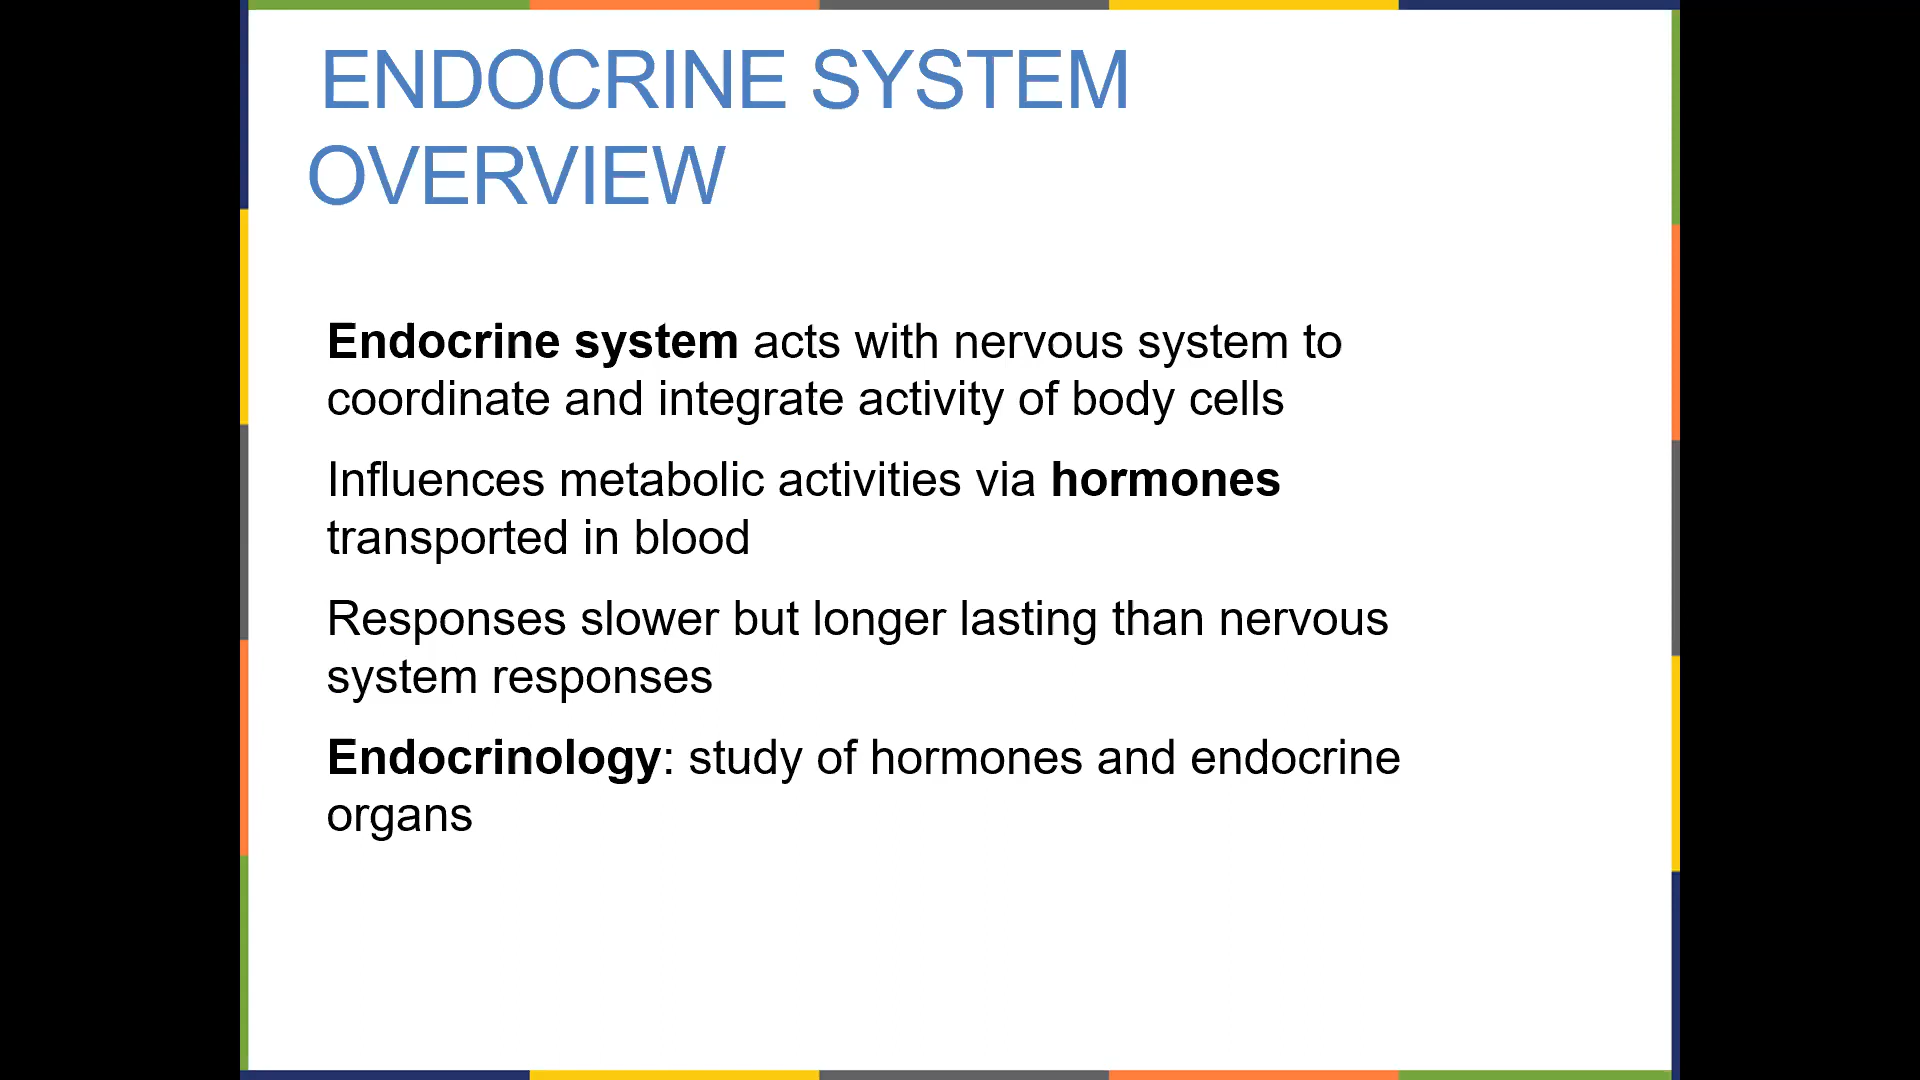 ENDOCRINE SYSTEM
OVERVIEW
Endocrine system acts with nervous system to
coordinate and integrate activity of body cells
Influences metabolic activities via hormones
transported in blood
Responses slower but longer lasting than nervous
system responses
Endocrinology: study of hormones and endocrine
organs